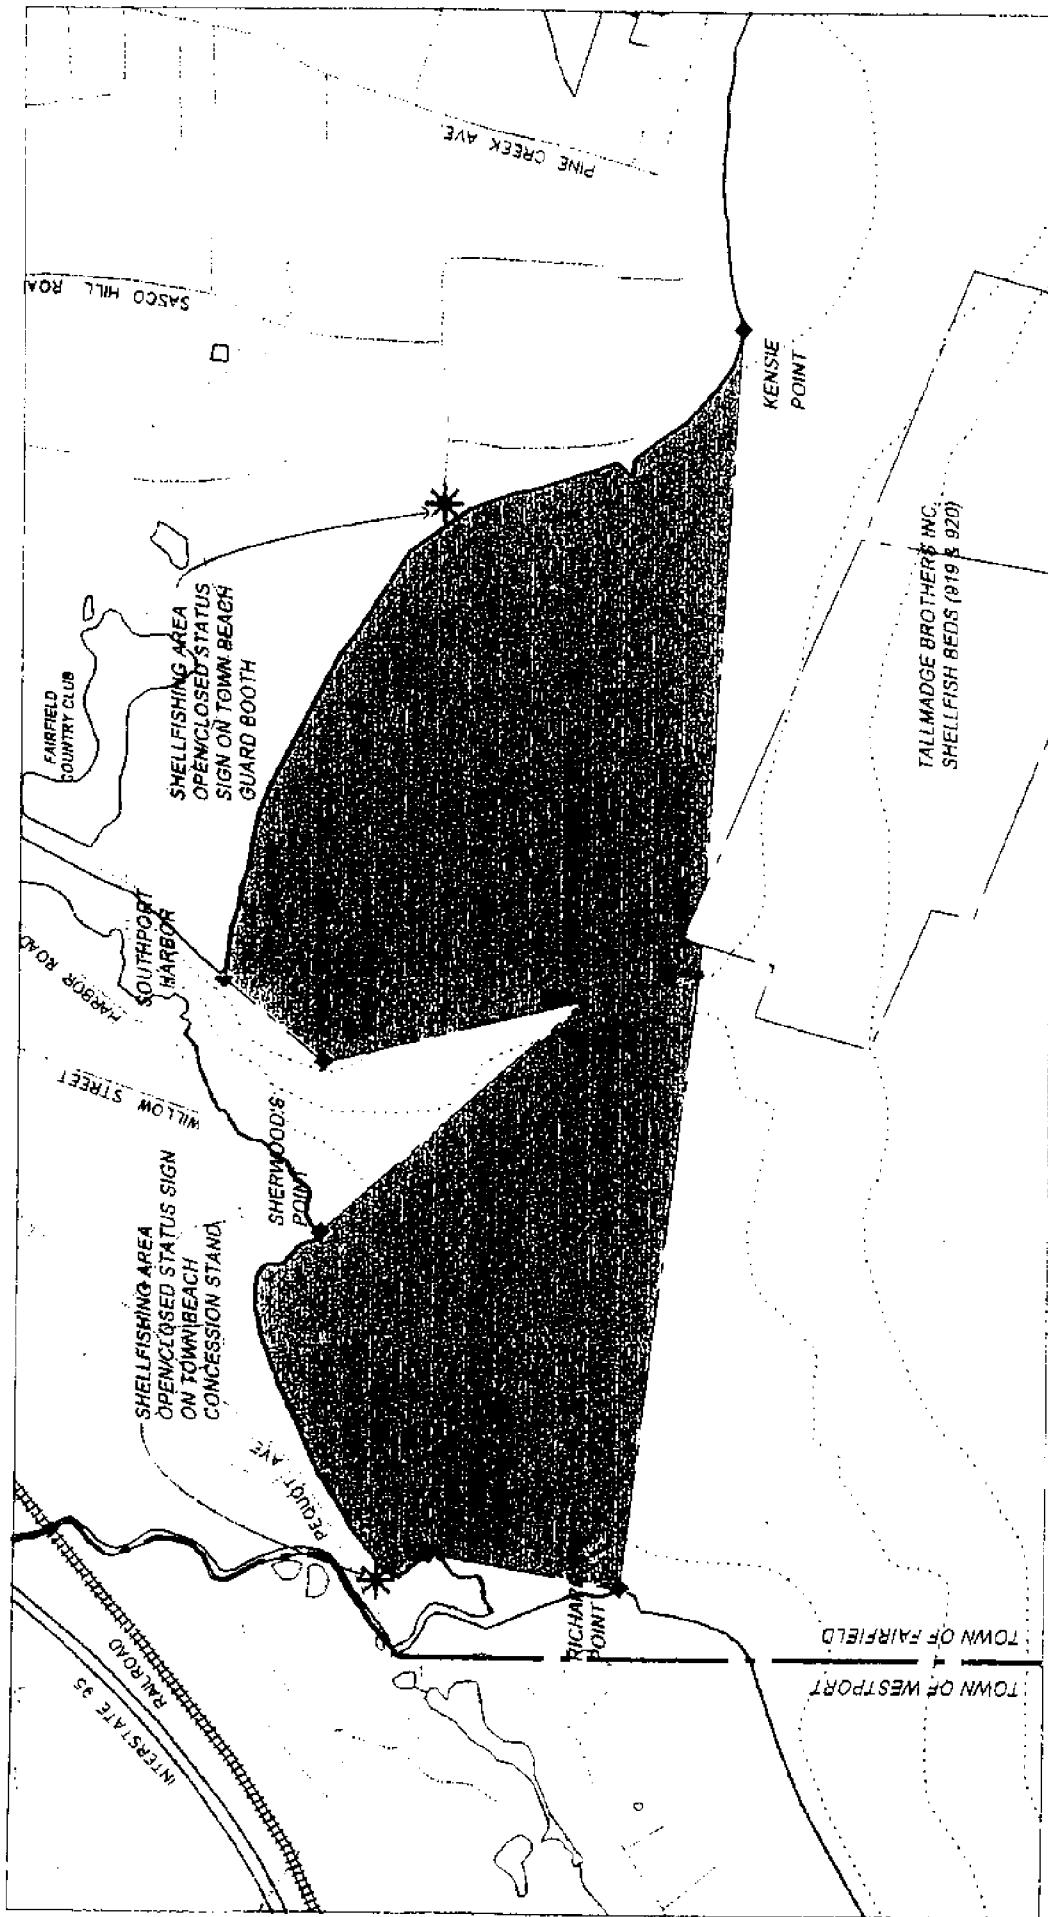 PINE CREEK AVE.
SASCO HILL ROA
KENSIE
POINT
TALLMADGE BROTHERS INC.
SHELLFISH BEDS (919 & 920)
FAIRFIELD
COUNTRY CLUB
SHELLFISHING AREA
OPEN/CLOSED STATUS
SIGN ON TOWN BEACH
GUARD BOOTH
SOUTHPORT
HARBOR
HARBOR ROAD
WILLOW STREET
SHERWOOD'S
POINT
SHELLFISHING AREA
OPEN/CLOSED STATUS SIGN
ON TOWN BEACH
CONCESSION STAND
PEQUOT AVE.
POINT
TOWN OF FAIRFIELD
TOWN OF WESTPORT
RAILROAD
INTERSTATE 95